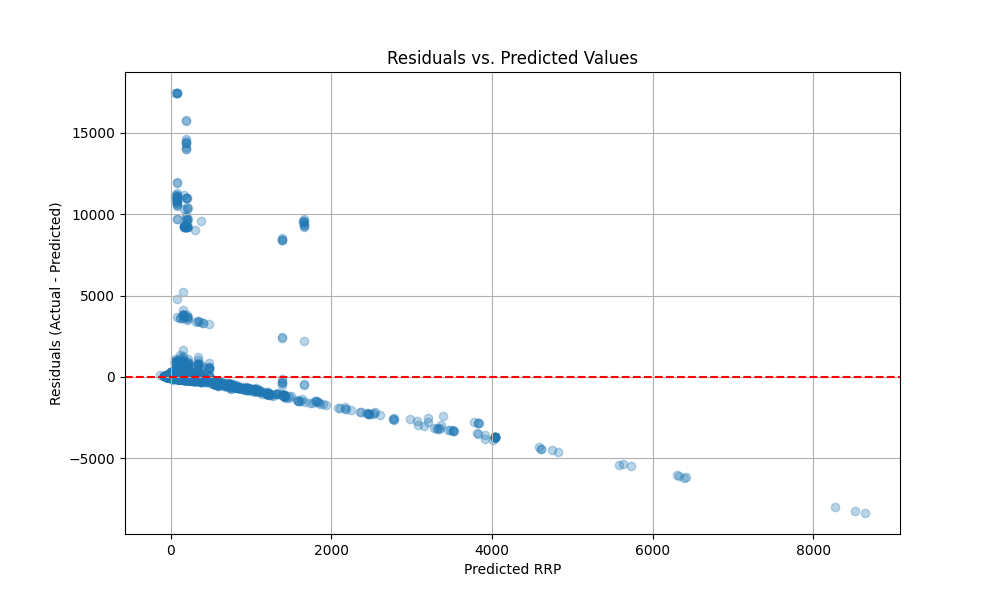 Residuals vs. Predicted Values
Residuals (Actual - Predicted)
15000
10000
5000
0
−5000
0 2000 4000 6000 8000
Predicted RRP